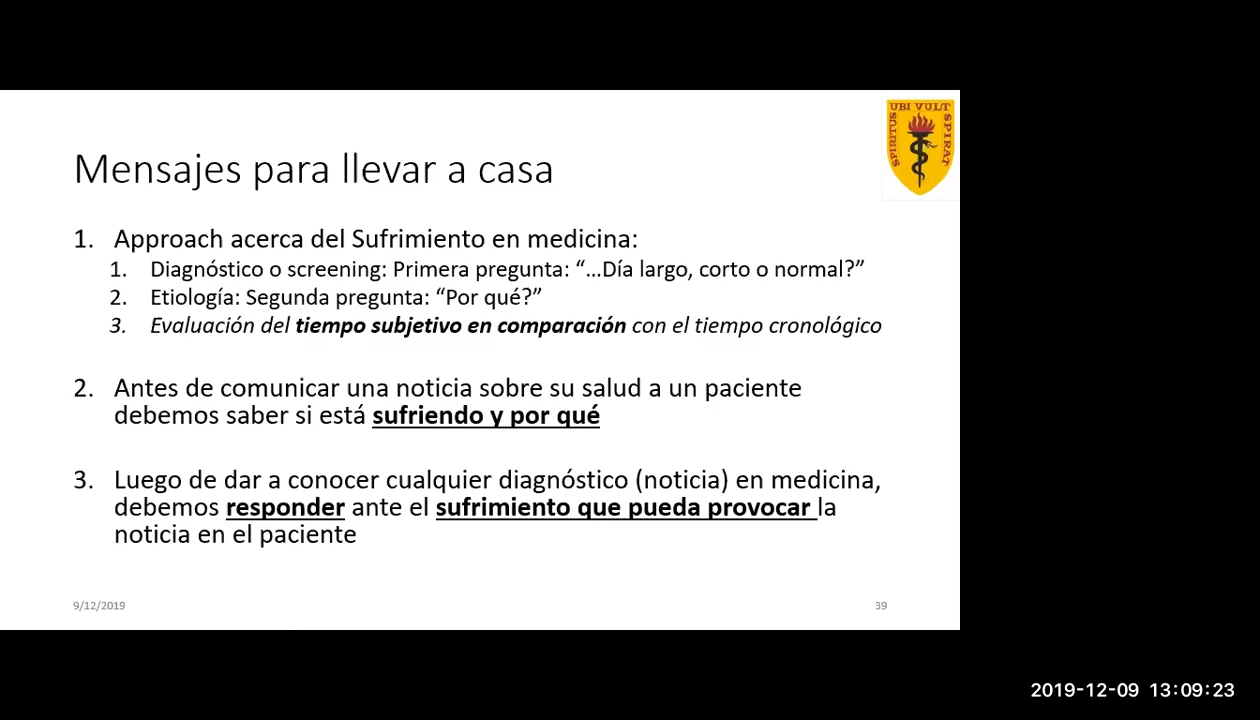 SPIRITUS UBI VULT SPIRAT
Mensajes para llevar a casa
1. Approach acerca del Sufrimiento en medicina:
1. Diagnóstico o screening: Primera pregunta: “…Día largo, corto o normal?”
2. Etiología: Segunda pregunta: “Por qué?”
3. Evaluación del tiempo subjetivo en comparación con el tiempo cronológico
2. Antes de comunicar una noticia sobre su salud a un paciente
debemos saber si está sufriendo y por qué
3. Luego de dar a conocer cualquier diagnóstico (noticia) en medicina,
debemos responder ante el sufrimiento que pueda provocar la
noticia en el paciente
9/12/2019
39
2019-12-09 13:09:23